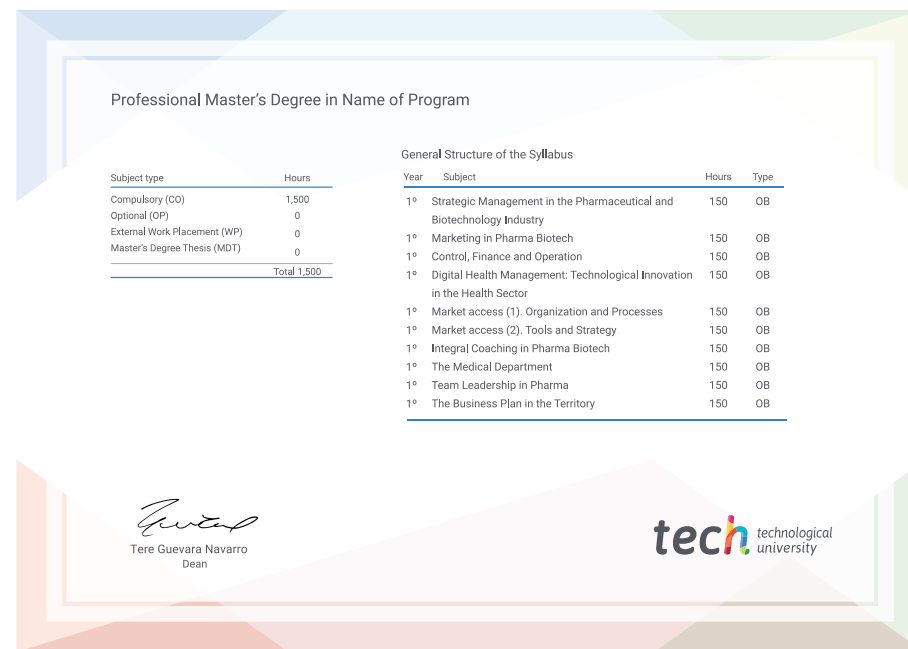 Professional Master's Degree in Name of Program
Subject type Hours
Compulsory (CO) 1,500
Optional (OP) 0
External Work Placement (WP) 0
Master's Degree Thesis (MDT) 0
Total 1,500
General Structure of the Syllabus
Year Subject Hours Type
1º Strategic Management in the Pharmaceutical and 150 OB
Biotechnology Industry
1º Marketing in Pharma Biotech 150 OB
1º Control, Finance and Operation 150 OB
1º Digital Health Management: Technological Innovation 150 OB
in the Health Sector
1º Market access (1). Organization and Processes 150 OB
1º Market access (2). Tools and Strategy 150 OB
1º Integral Coaching in Pharma Biotech 150 OB
1º The Medical Department 150 OB
1º Team Leadership in Pharma 150 OB
1º The Business Plan in the Territory 150 OB
Tere Guevara Navarro
Dean
tech technological
university